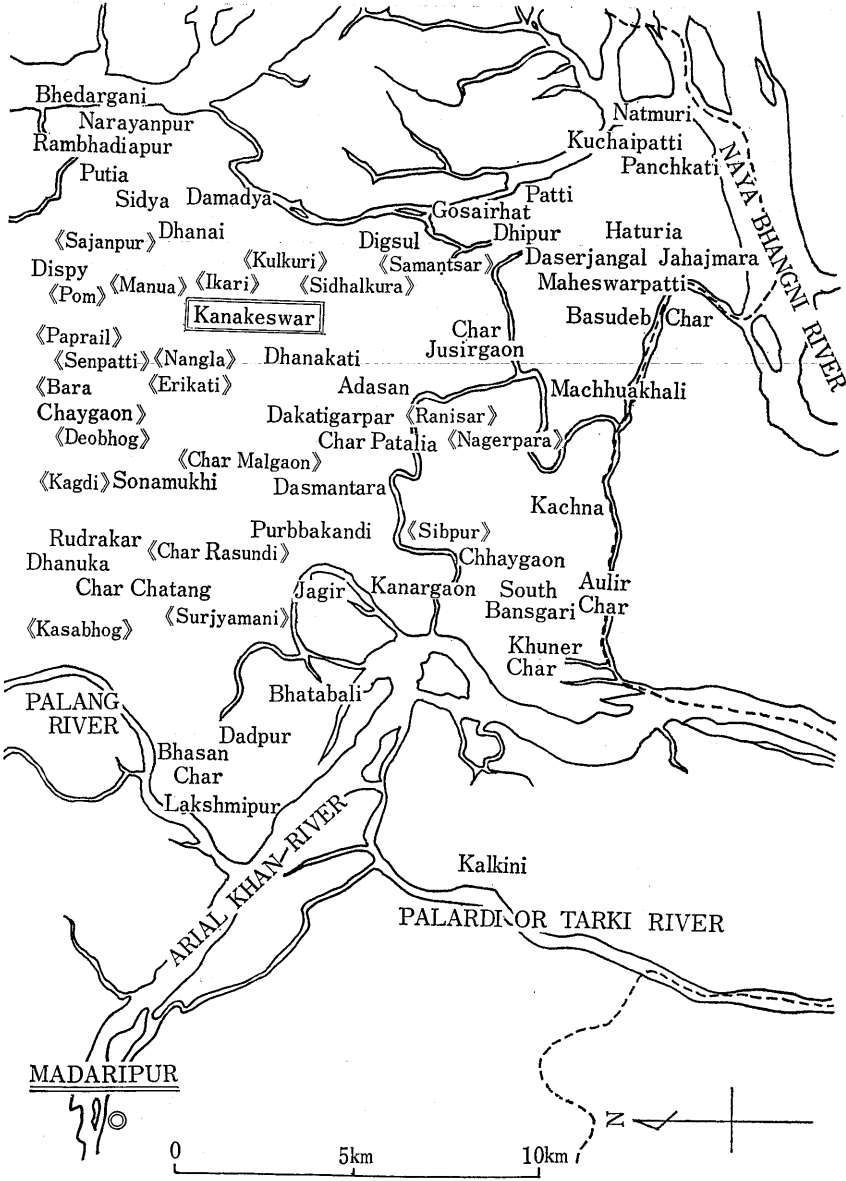 Bhedargani
Narayanpur
Rambhadiapur
Putia
Sidya
Damadya
Natmuri
Kuchaipatti
Panchkati
NAYA BHANGNI RIVER
Patti
Gosairhat
Dhanai
《Sajanpur》
Digsul
Dhipur
Haturia
《Kulkuri》
《Samantsar》
Daserjangal
Jahajmara
Dispy
《Pom》
《Manua》
《Ikari》
《Sidhalkura》
Maheswarpatti
Kanakeswar
Basudeb Char
《Paprail》
Char
Jusirgaon
《Senpatti》
《Nangla》
Dhanakati
《Bara
Chaygaon》
《Erikati》
Adasan
Machhuakhali
Dakatigarpar
《Ranisar》
《Deobhog》
Char Patalia
《Nagerpara》
《Char Malgaon》
《Kagdi》
Sonamukhi
Dasmantara
Kachna
Purbbakandi
《Sibpur》
Rudrakar
《Char Rasundi》
Dhanuka
Chhaygaon
Char Chatang
Jagir
Kanargaon
South
Bansgari
Aulir
Char
《Surjyamani》
《Kasabhog》
Khuner
Char
PALANG
RIVER
Bhatabali
Dadpur
Bhasan
Char
Lakshmipur
ARIAL KHAN RIVER
Kalkini
PALARDI OR TARKI RIVER
MADARIPUR
N
0 5km 10km